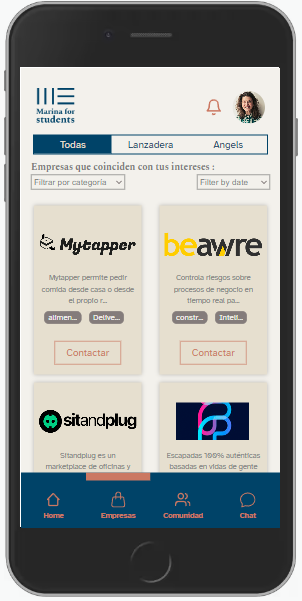 Marina for
students
Todas Lanzadera Angels
Empresas que coinciden con tus intereses :
Filtrar por categoría Filter by date
Mytapper
Mytapper permite pedir
comida desde casa o desde
el propio r...
alimen... Delive...
Contactar
beawre
Controla riesgos sobre
procesos de negocio en
tiempo real pa...
constr... Inteli...
Contactar
sitandplug
Sitandplug es un
marketplace de oficinas y
Escapadas 100% auténticas
basadas en vidas de gente
Home Empresas Comunidad Chat